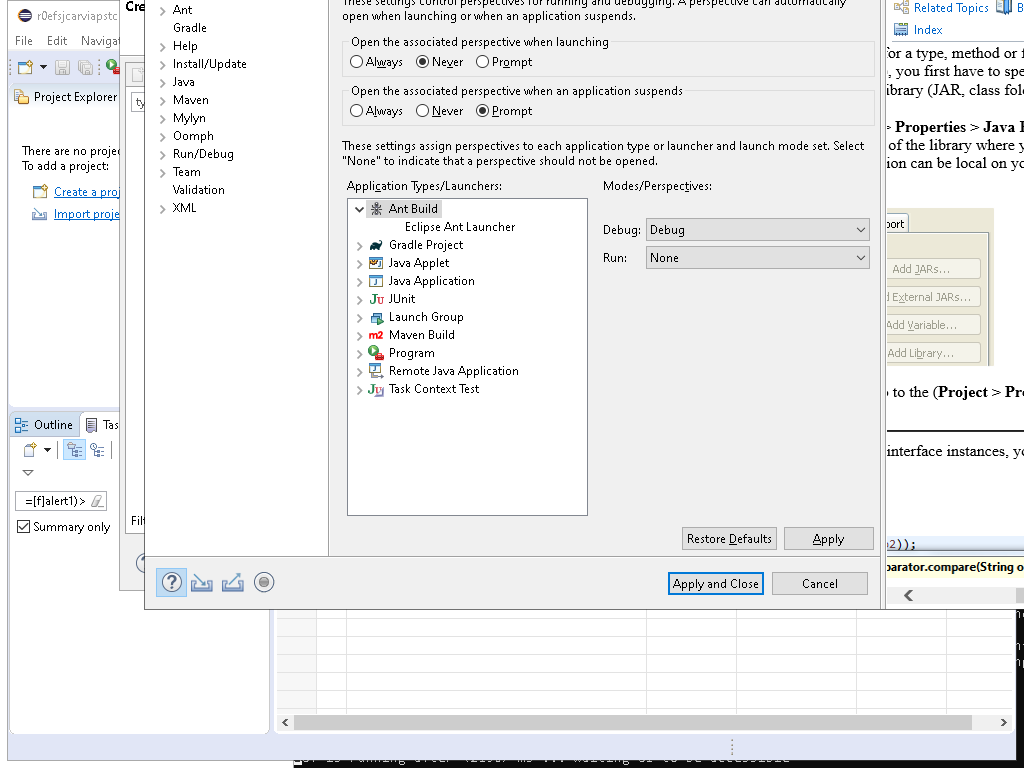 r0efsjcarviapstc
File Edit Navigat
Project Explorer
There are no projec
To add a project:
Create a proj
Import proje
Outline
Tas
=[f]alert1)>
Summary only
Cre
ty
Filt
Ant
Gradle
Help
Install/Update
Java
Maven
Mylyn
Oomph
Run/Debug
Team
Validation
XML
These settings control perspectives for running and debugging. A perspective can automatically
open when launching or when an application suspends.
Open the associated perspective when launching
Always Never Prompt
Open the associated perspective when an application suspends
Always Never Prompt
These settings assign perspectives to each application type or launcher and launch mode set. Select
"None" to indicate that a perspective should not be opened.
Application Types/Launchers:
Ant Build
Eclipse Ant Launcher
Gradle Project
Java Applet
Java Application
JUnit
Launch Group
Maven Build
Program
Remote Java Application
Task Context Test
Modes/Perspectives:
Debug: Debug
Run: None
Restore Defaults Apply
Apply and Close Cancel
Related Topics B
Index
for a type, method or f
, you first have to spe
ibrary (JAR, class fol
> Properties > Java B
of the library where y
ion can be local on yo
port
Add JARs...
d External JARs...
Add Variable...
Add Library...
to the (Project > Pro
interface instances, yo
2));
parator.compare(String o